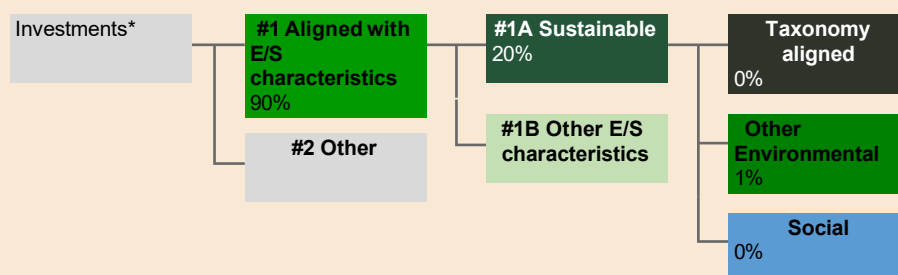 Investments*
#1 Aligned with
E/S
characteristics
90%
#2 Other
#1A Sustainable
20%
#1B Other E/S
characteristics
Taxonomy
aligned
0%
Other
Environmental
1%
Social
0%